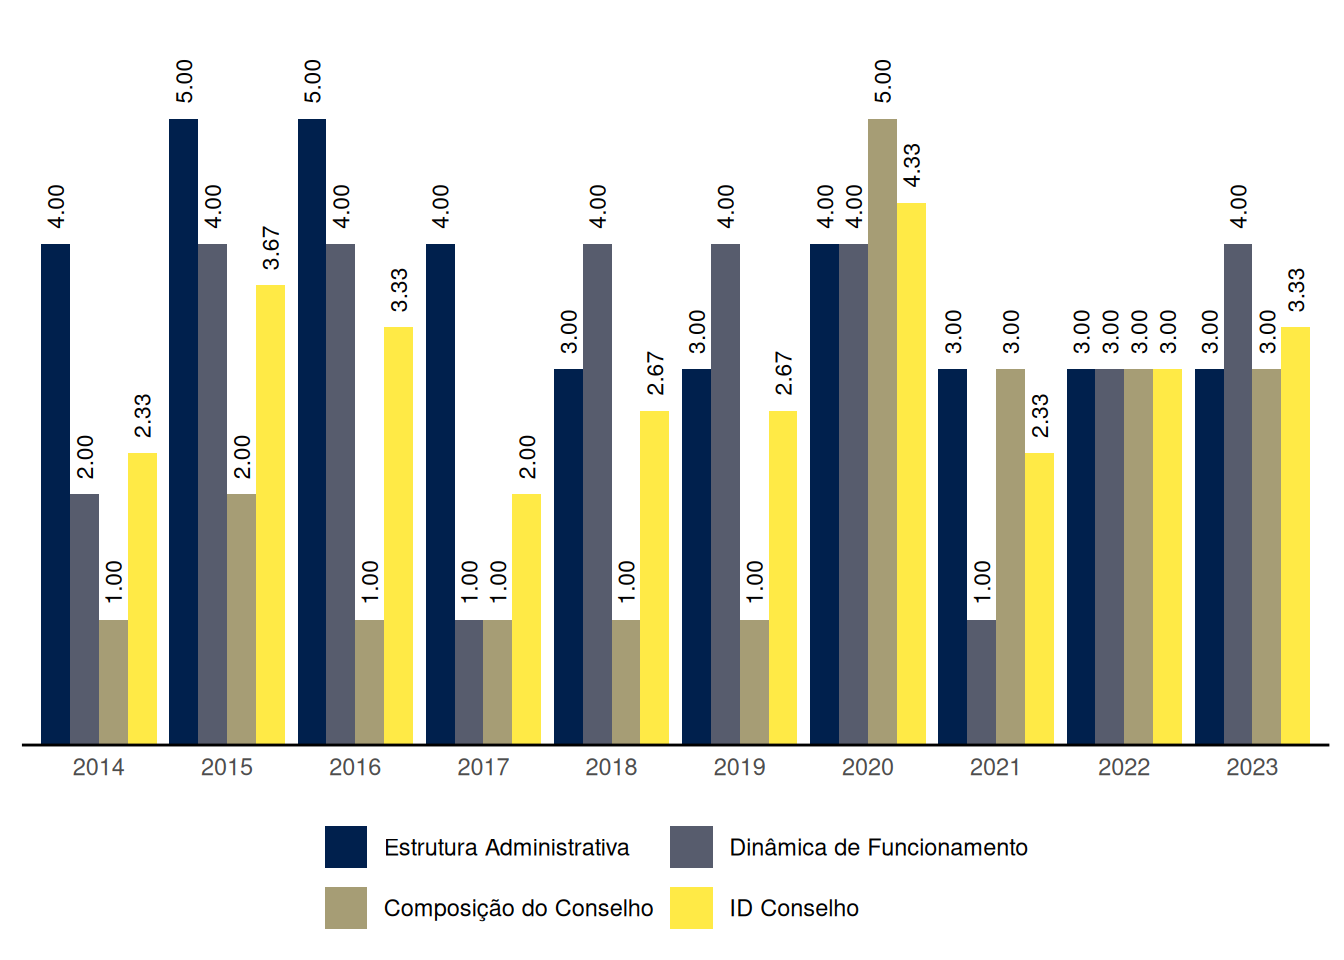 4.00 2.00 1.00 2.33 5.00 4.00 2.00 3.67 5.00 4.00 1.00 3.33 4.00 1.00 1.00 2.00 3.00 4.00 1.00 2.67 3.00 4.00 1.00 2.67 4.00 4.00 5.00 4.33 3.00 1.00 3.00 2.33 3.00 3.00 3.00 3.00 3.00 4.00 3.00 3.33
2014 2015 2016 2017 2018 2019 2020 2021 2022 2023
Estrutura Administrativa Dinâmica de Funcionamento
Composição do Conselho ID Conselho